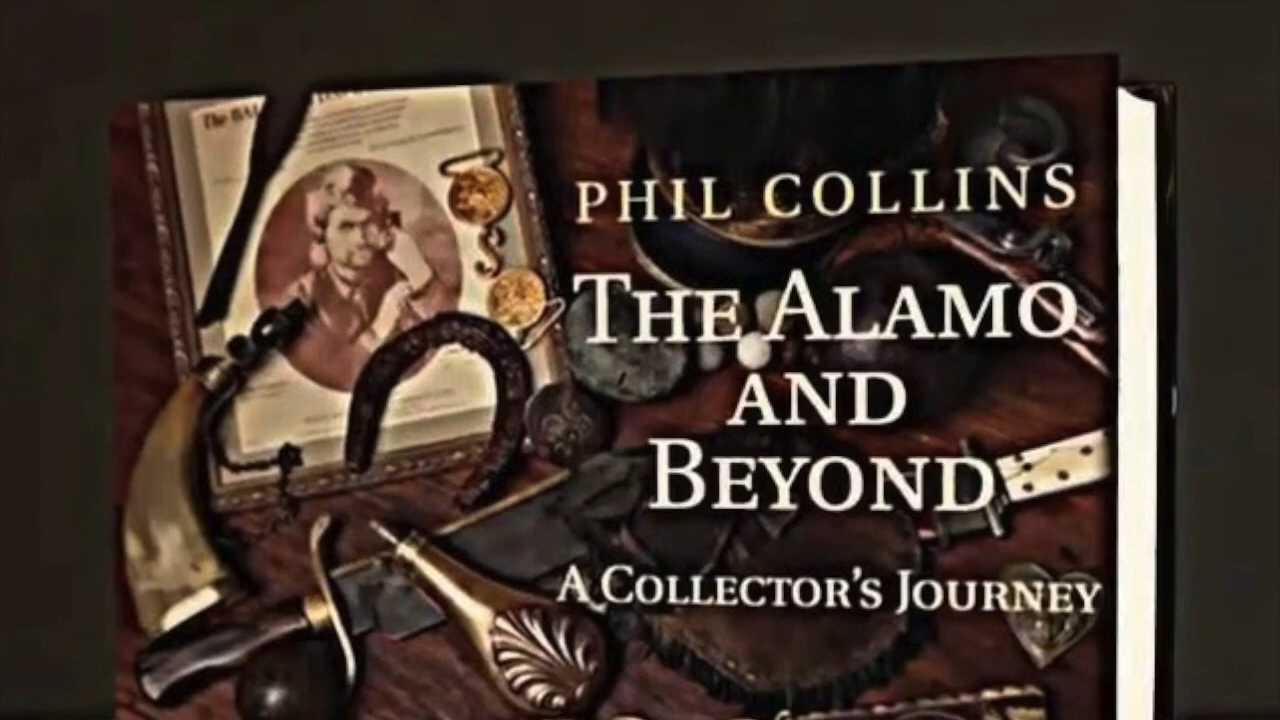 PHIL COLLINS
THE ALAMO
AND
BEYOND
A COLLECTOR'S JOURNEY